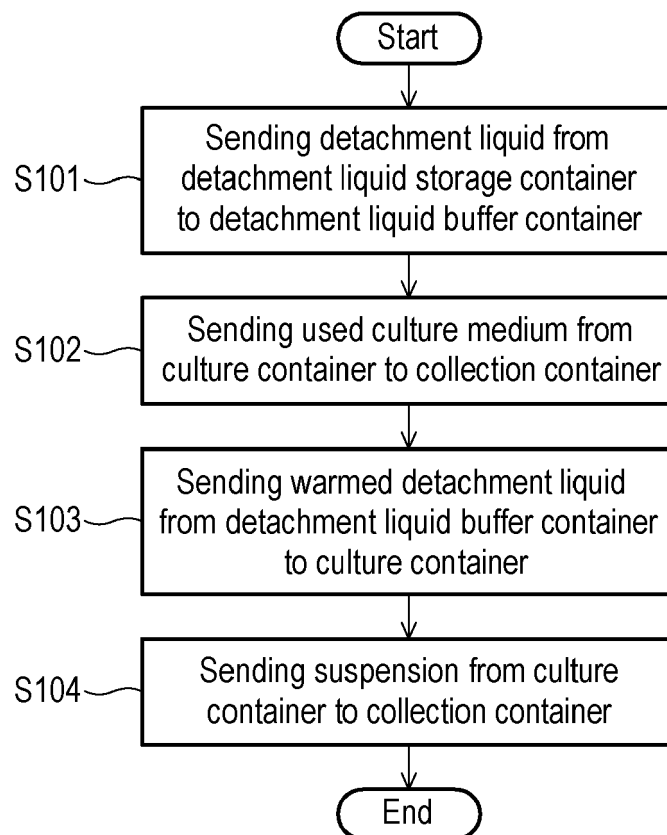 Start
S101
Sending detachment liquid from
detachment liquid storage container
to detachment liquid buffer container
S102
Sending used culture medium from
culture container to collection container
S103
Sending warmed detachment liquid
from detachment liquid buffer container
to culture container
S104
Sending suspension from culture
container to collection container
End